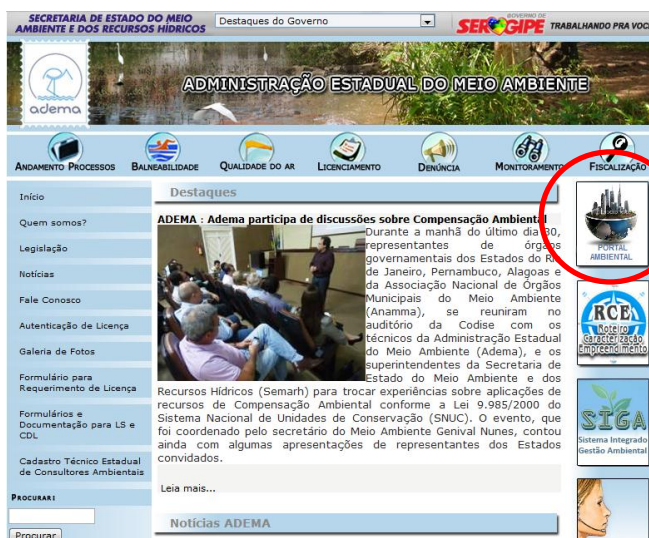 SECRETARIA DE ESTADO DO MEIO
AMBIENTE E DOS RECURSOS HÍDRICOS
Destaques do Governo
GOVERNO DE
SERGIPE TRABALHANDO PRA VOCÊ
adema
ADMINISTRAÇÃO ESTADUAL DO MEIO AMBIENTE
ANDAMENTO PROCESSOS
BALNEABILIDADE
QUALIDADE DO AR
LICENCIAMENTO
DENÚNCIA
MONITORAMENTO
FISCALIZAÇÃO
Início
Quem somos?
Legislação
Notícias
Fale Conosco
Autenticação de Licença
Galeria de Fotos
Formulário para
Requerimento de Licença
Formulários e
Documentação para LS e
CDL
Cadastro Técnico Estadual
de Consultores Ambientais
PROCURAR:
Procurar
Destaques
ADEMA : Adema participa de discussões sobre Compensação Ambiental
Durante a manhã do último dia 30,
representantes de órgãos
governamentais dos Estados do Rio
de Janeiro, Pernambuco, Alagoas e
da Associação Nacional de Órgãos
Municipais do Meio Ambiente
(Anamma), se reuniram no
auditório da Codise com os
técnicos da Administração Estadual
do Meio Ambiente (Adema), e os
superintendentes da Secretaria de
Estado do Meio Ambiente e dos
Recursos Hídricos (Semarh) para trocar experiências sobre aplicações de
recursos de Compensação Ambiental conforme a Lei 9.985/2000 do
Sistema Nacional de Unidades de Conservação (SNUC). O evento, que
foi coordenado pelo secretário do Meio Ambiente Genival Nunes, contou
ainda com algumas apresentações de representantes dos Estados
convidados.
Leia mais...
Notícias ADEMA
PORTAL
AMBIENTAL
RCE
Roteiro
Caracterização
Empreendimento
SIGA
Sistema Integrado
Gestão Ambiental